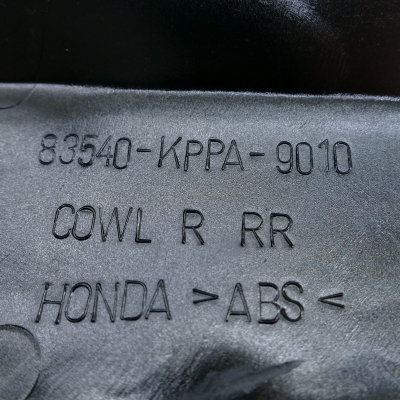 83540-KPPA-9010
COWL R RR
HONDA >ABS<